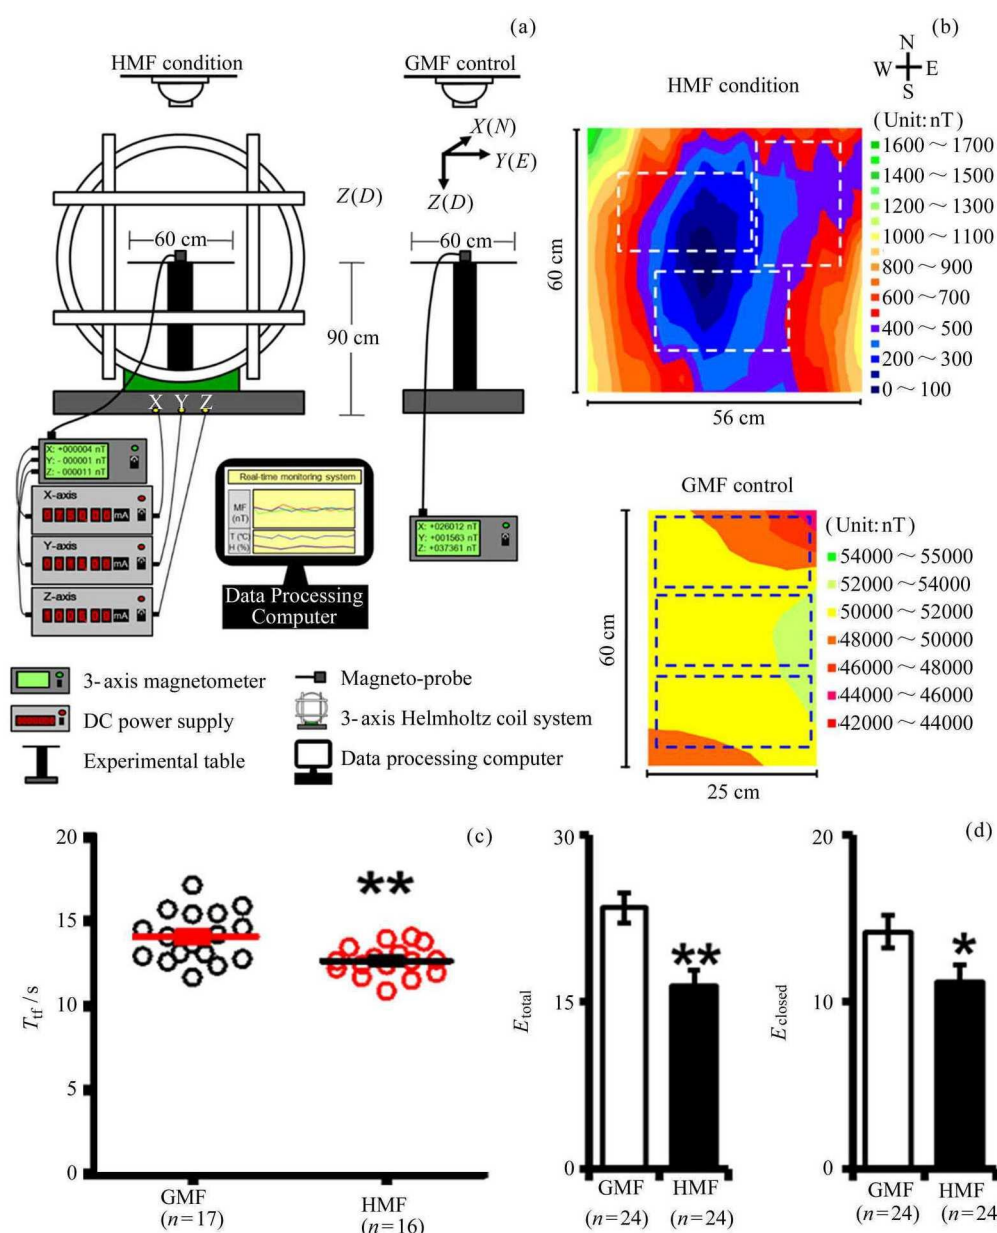 (a)
HMF condition
GMF control
X(N)
Y(E)
Z(D)
Z(D)
60 cm
60 cm
90 cm
X Y Z
X: +000004 nT
Y: - 000001 nT
Z: - 000011 nT
X-axis
mA
Y-axis
mA
Z-axis
mA
Real-time monitoring system
MF
(nT)
T (°C)
H (%)
Data Processing
Computer
X: +026012 nT
Y: +001563 nT
Z: +037361 nT
3-axis magnetometer
DC power supply
Experimental table
Magneto-probe
3-axis Helmholtz coil system
Data processing computer
(b)
N
W E
S
HMF condition
(Unit: nT)
1600～1700
1400～1500
1200～1300
1000～1100
800～900
600～700
400～500
200～300
0～100
60 cm
56 cm
GMF control
(Unit: nT)
54000～55000
52000～54000
50000～52000
48000～50000
46000～48000
44000～46000
42000～44000
60 cm
25 cm
(c)
20
15
10
5
0
Ttf / s
**
GMF
(n=17)
HMF
(n=16)
(d)
30
15
0
Etotal
**
GMF
(n=24)
HMF
(n=24)
20
10
0
Eclosed
*
GMF
(n=24)
HMF
(n=24